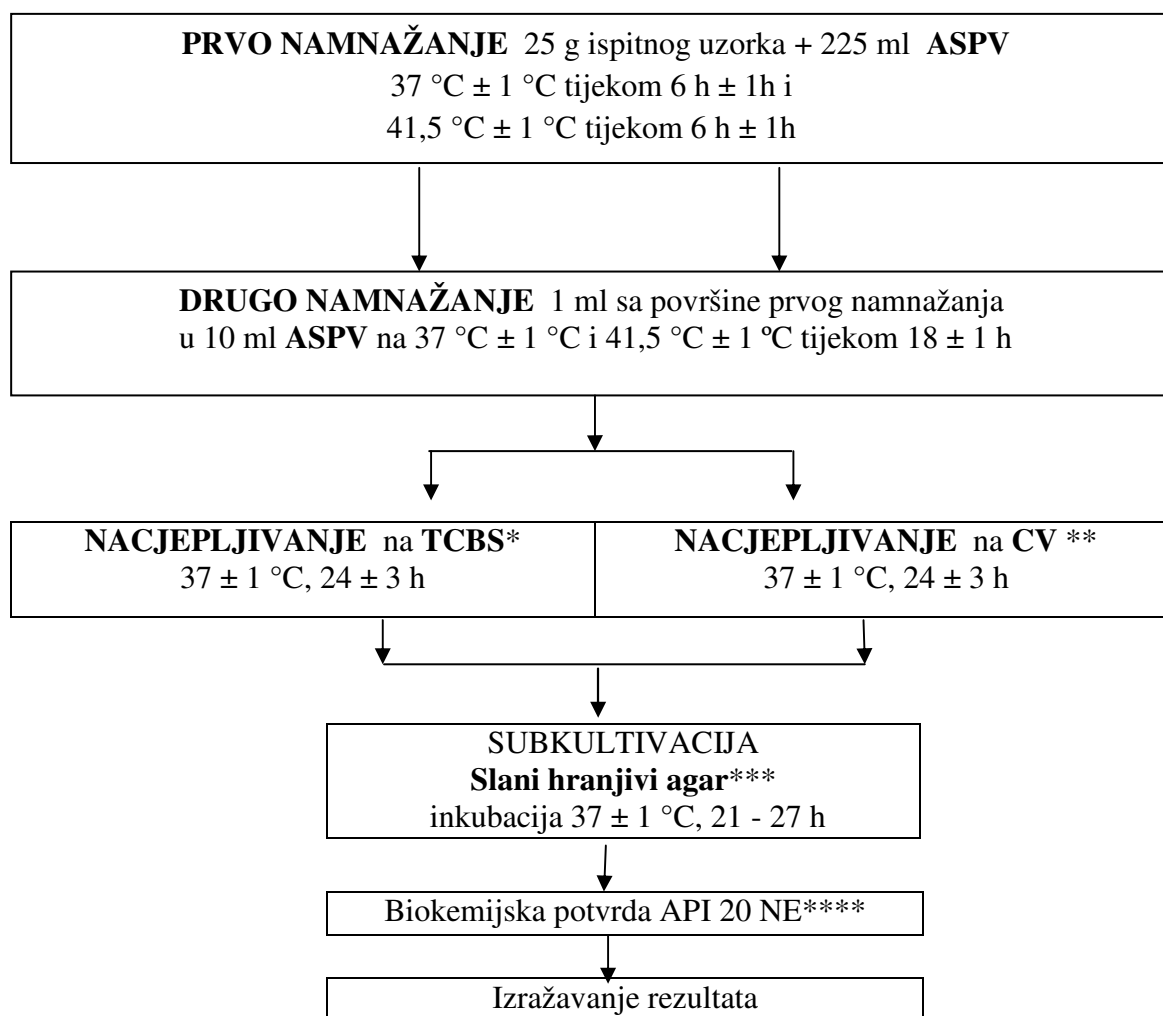 PRVO NAMNAŽANJE 25 g ispitnog uzorka + 225 ml ASPV
37 °C ± 1 °C tijekom 6 h ± 1h i
41,5 °C ± 1 °C tijekom 6 h ± 1h
DRUGO NAMNAŽANJE 1 ml sa površine prvog namnažanja
u 10 ml ASPV na 37 °C ± 1 °C i 41,5 °C ± 1 ºC tijekom 18 ± 1 h
NACJEPLJIVANJE na TCBS*
37 ± 1 °C, 24 ± 3 h
NACJEPLJIVANJE na CV **
37 ± 1 °C, 24 ± 3 h
SUBKULTIVACIJA
Slani hranjivi agar***
inkubacija 37 ± 1 °C, 21 - 27 h
Biokemijska potvrda API 20 NE****
Izražavanje rezultata